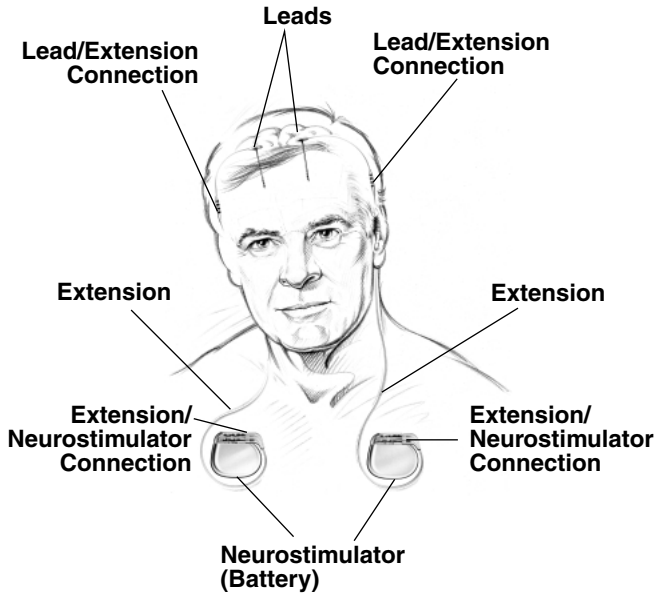 Leads
Lead/Extension
Connection
Lead/Extension
Connection
Extension
Extension
Extension/
Neurostimulator
Connection
Extension/
Neurostimulator
Connection
Neurostimulator
(Battery)